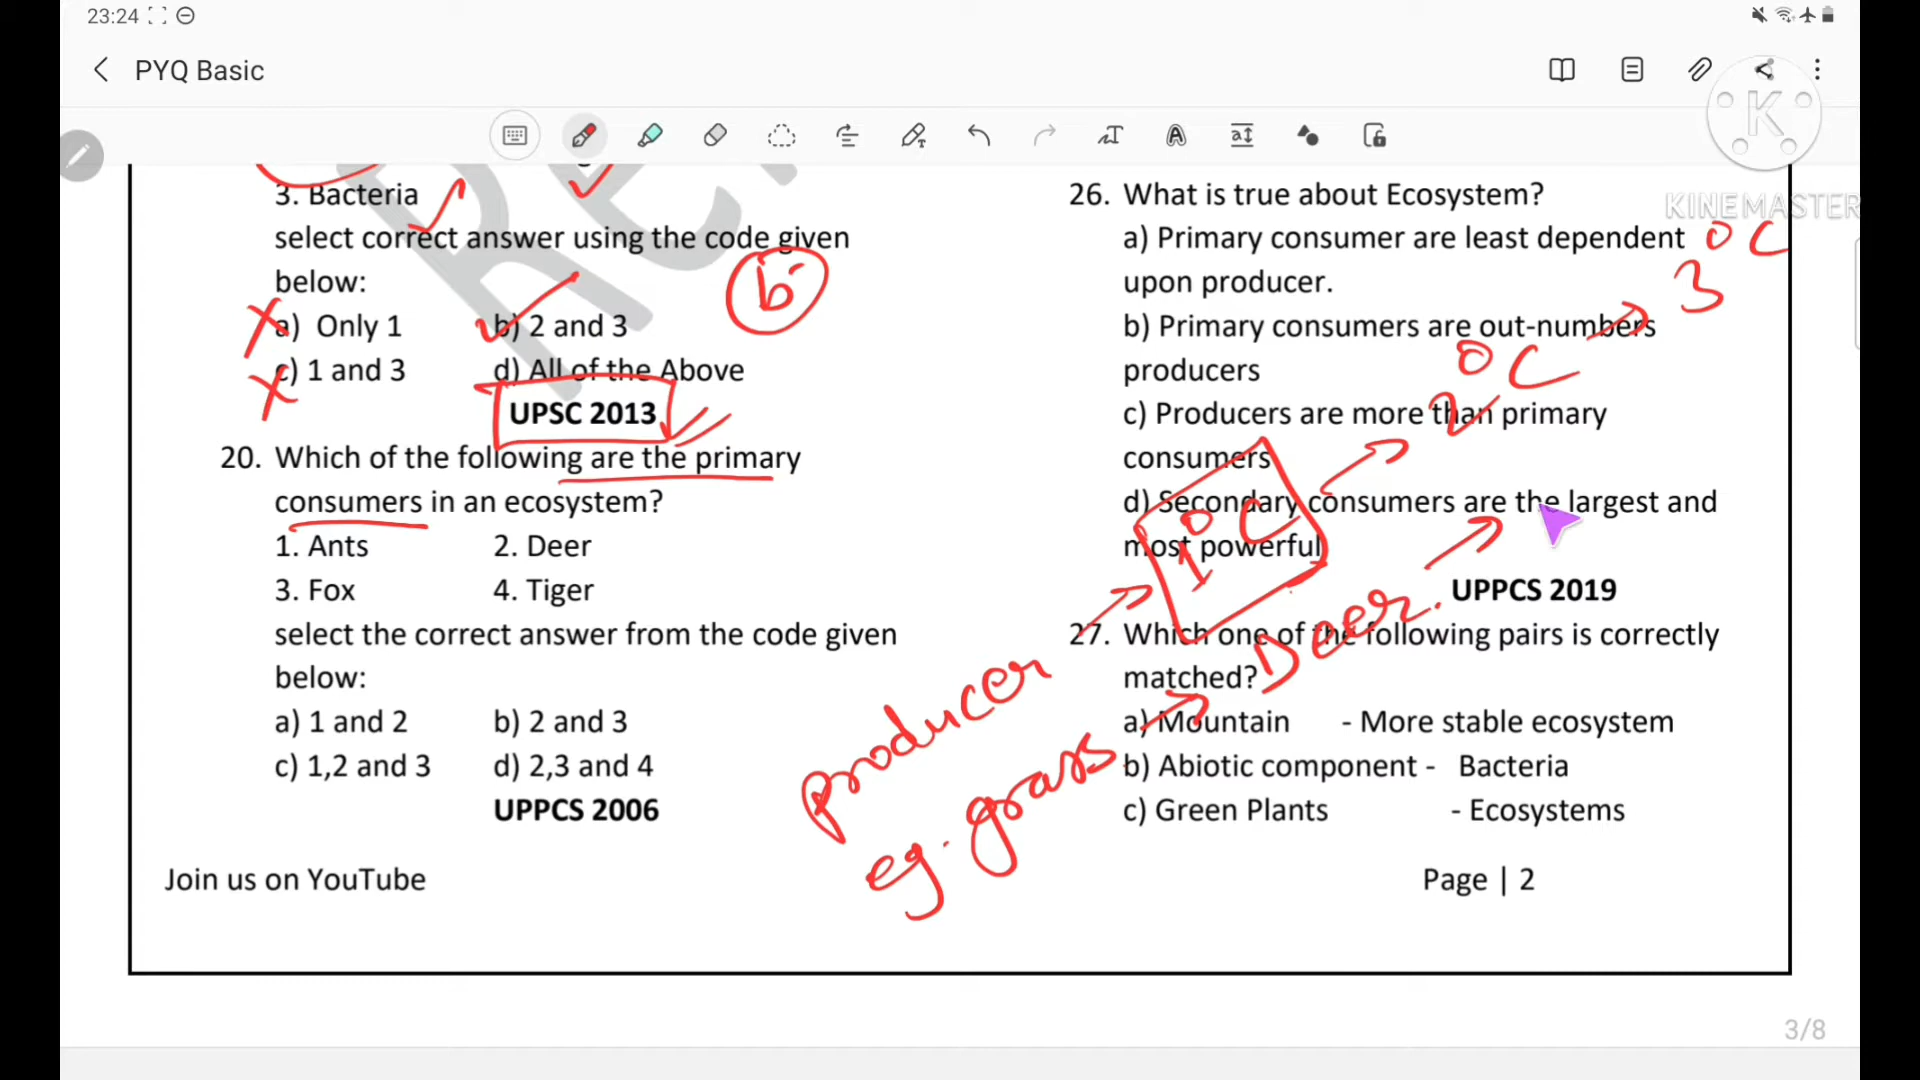 23:24
PYQ Basic
KINEMASTER
3. Bacteria
select correct answer using the code given
below:
a) Only 1 b) 2 and 3
c) 1 and 3 d) All of the Above
b
UPSC 2013
20. Which of the following are the primary
consumers in an ecosystem?
1. Ants 2. Deer
3. Fox 4. Tiger
select the correct answer from the code given
below:
a) 1 and 2 b) 2 and 3
c) 1,2 and 3 d) 2,3 and 4
UPPCS 2006
26. What is true about Ecosystem?
a) Primary consumer are least dependent
upon producer.
b) Primary consumers are out-numbers
producers
c) Producers are more than primary
consumers
d) Secondary consumers are the largest and
most powerful
UPPCS 2019
27. Which one of the following pairs is correctly
matched?
a) Mountain - More stable ecosystem
b) Abiotic component - Bacteria
c) Green Plants - Ecosystems
Producer → 1° C → 2° C → 3° C
eg. grass → Deer. →
Join us on YouTube
Page | 2
3/8